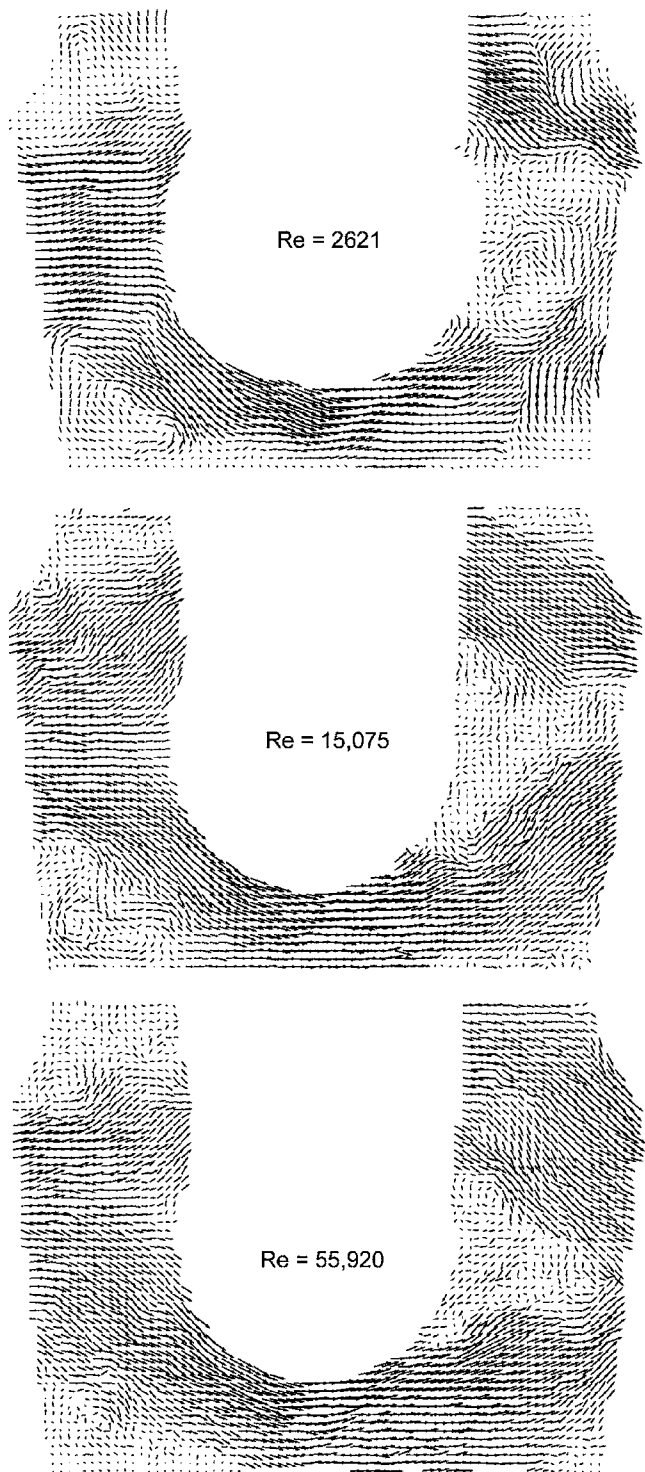 Re = 2621
Re = 15,075
Re = 55,920